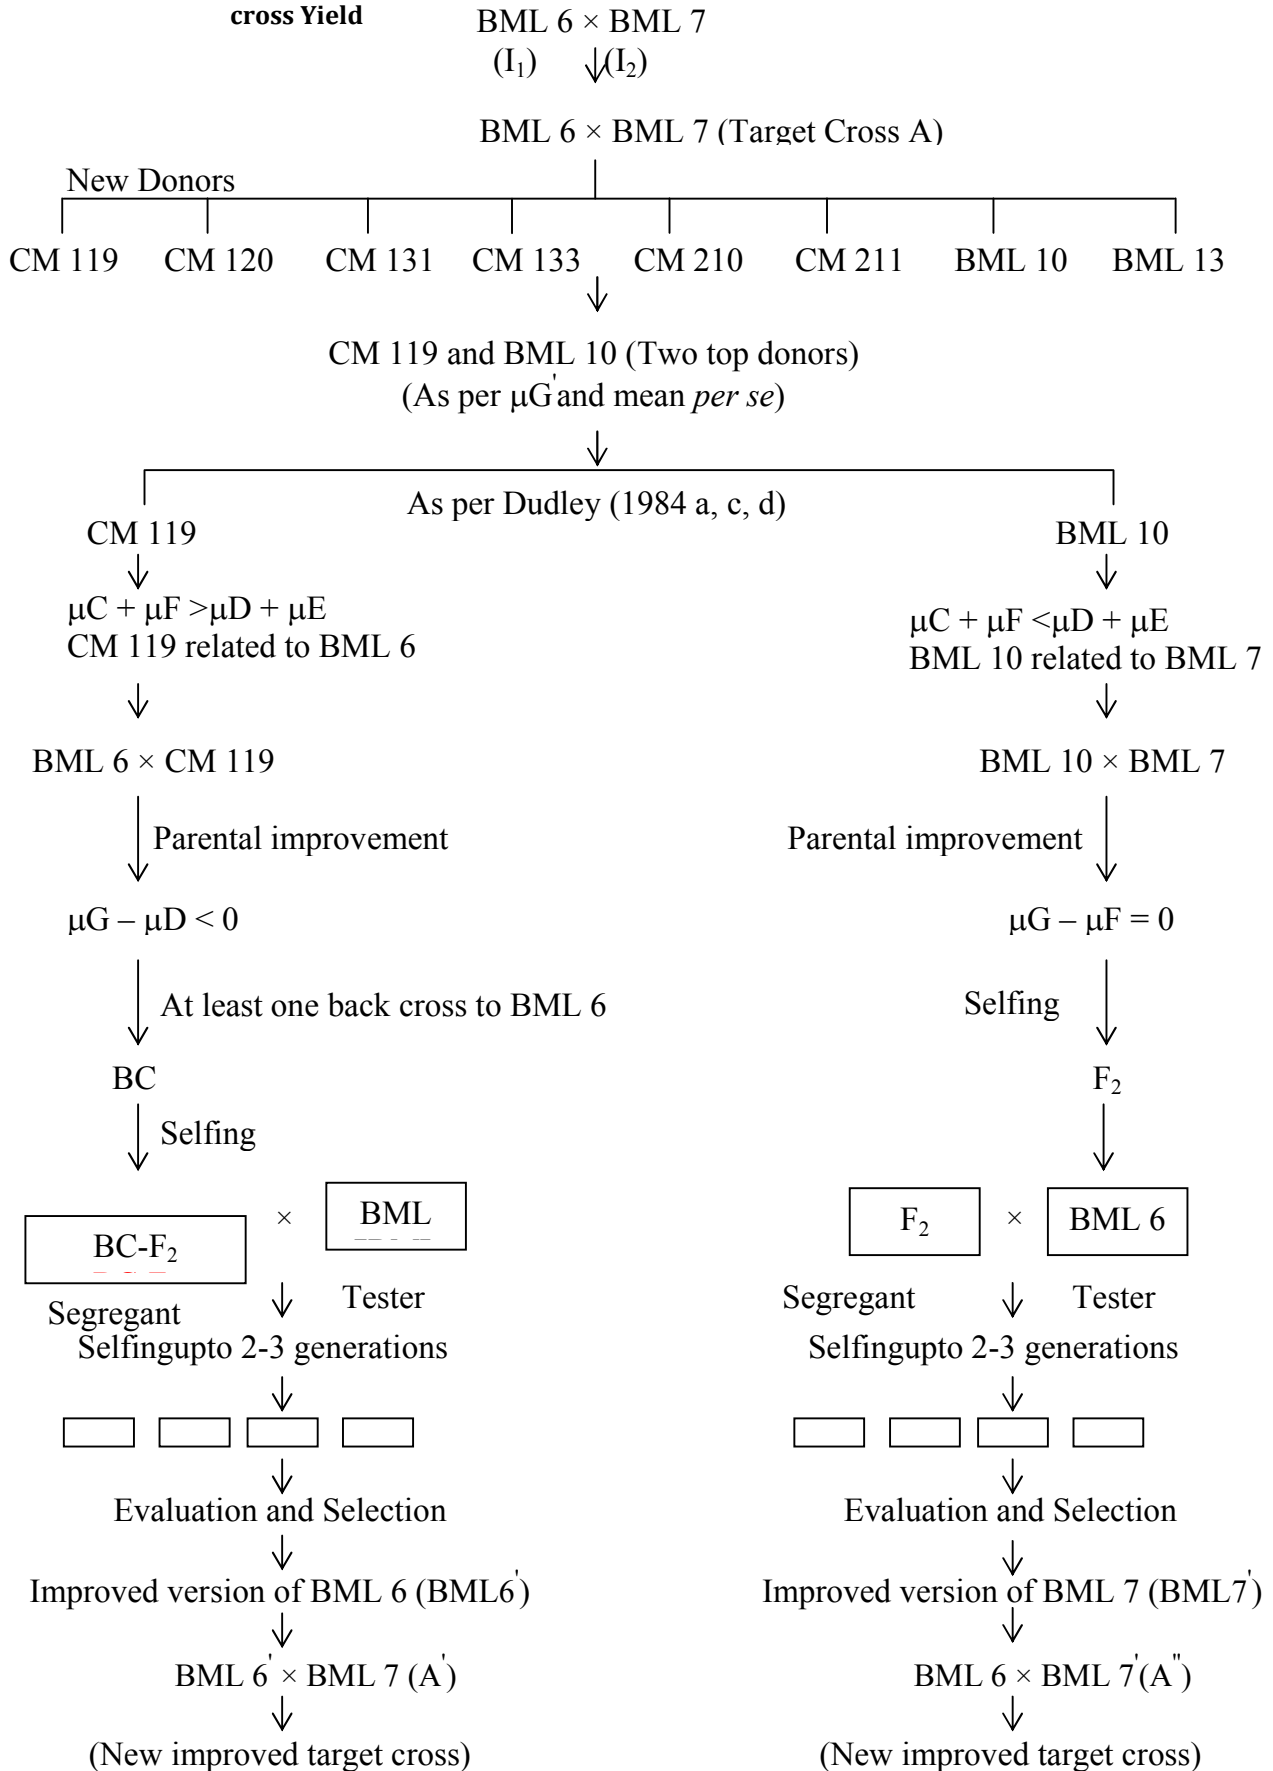 cross Yield
BML 6 × BML 7
(I₁) (I₂)
BML 6 × BML 7 (Target Cross A)
New Donors
CM 119 CM 120 CM 131 CM 133 CM 210 CM 211 BML 10 BML 13
CM 119 and BML 10 (Two top donors)
(As per μG' and mean per se)
As per Dudley (1984 a, c, d)
CM 119
μC + μF >μD + μE
CM 119 related to BML 6
BML 6 × CM 119
Parental improvement
μG – μD < 0
At least one back cross to BML 6
BC
Selfing
BC-F₂ × BML
Segregant Tester
Selfingupto 2-3 generations
Evaluation and Selection
Improved version of BML 6 (BML6')
BML 6' × BML 7 (A')
(New improved target cross)
BML 10
μC + μF <μD + μE
BML 10 related to BML 7
BML 10 × BML 7
Parental improvement
μG – μF = 0
Selfing
F₂
F₂ × BML 6
Segregant Tester
Selfingupto 2-3 generations
Evaluation and Selection
Improved version of BML 7 (BML7')
BML 6 × BML 7'(A")
(New improved target cross)